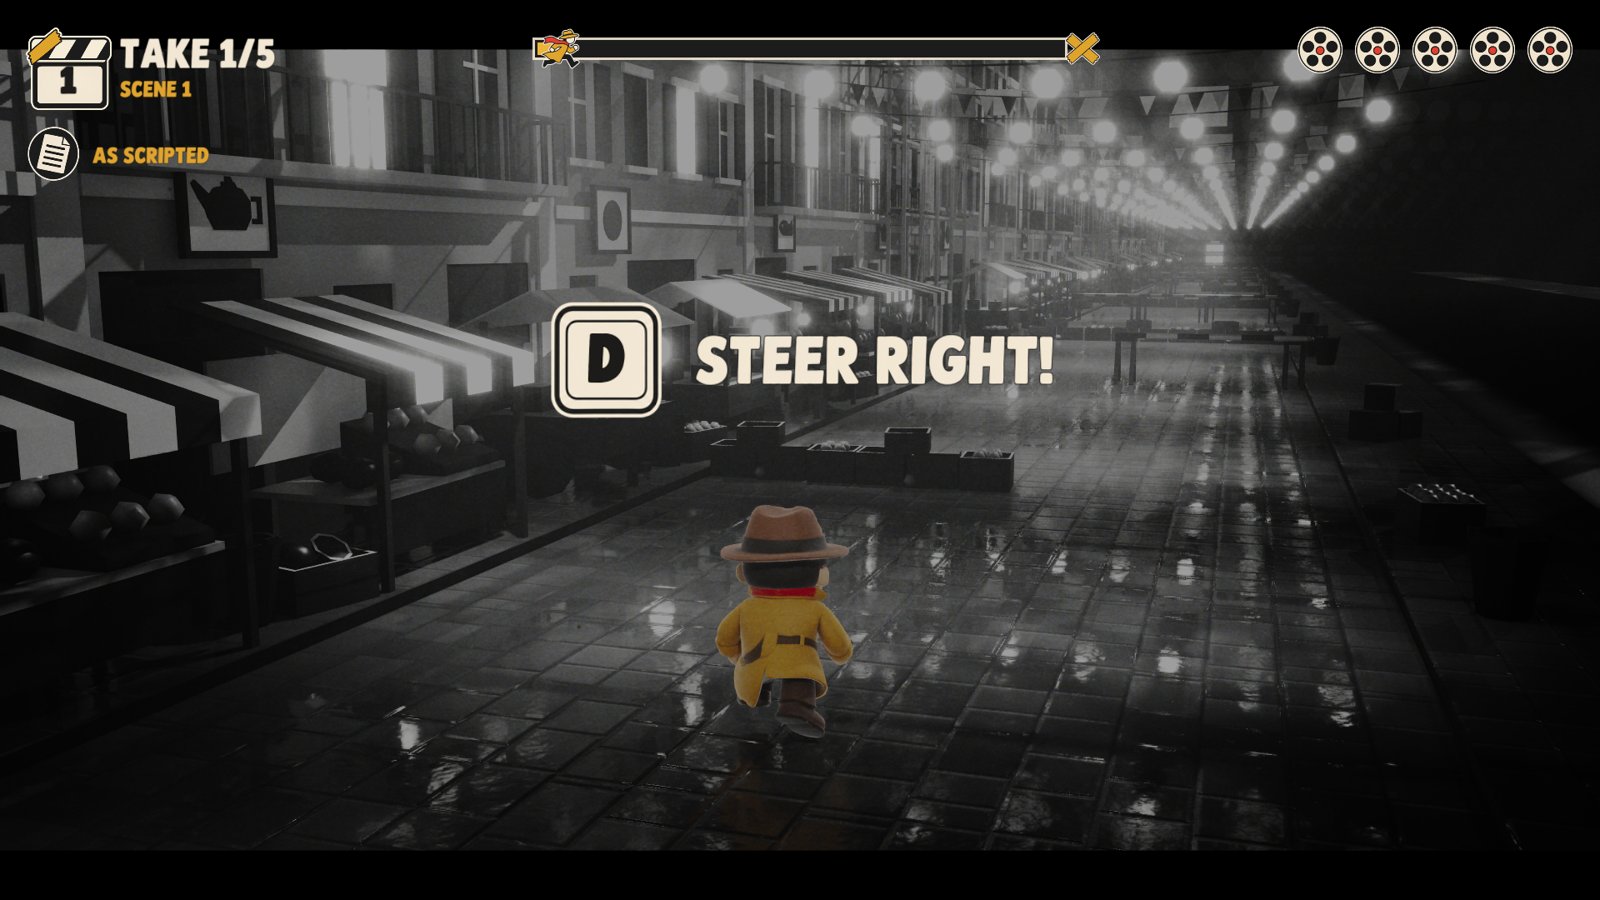 TAKE 1/5
1
SCENE 1
AS SCRIPTED
D STEER RIGHT!